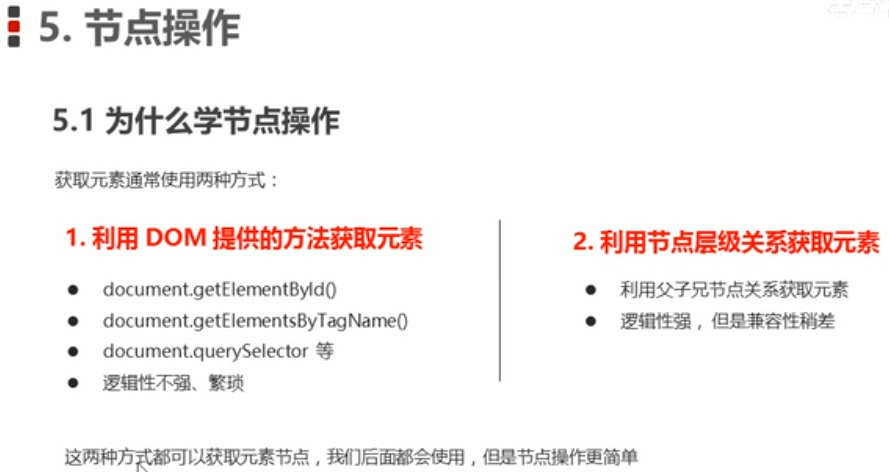 5. 节点操作
5.1 为什么学节点操作
获取元素通常使用两种方式：
1. 利用 DOM 提供的方法获取元素
document.getElementById()
document.getElementsByTagName()
document.querySelector 等
逻辑性不强、繁琐
2. 利用节点层级关系获取元素
利用父子兄节点关系获取元素
逻辑性强，但是兼容性稍差
这两种方式都可以获取元素节点，我们后面都会使用，但是节点操作更简单